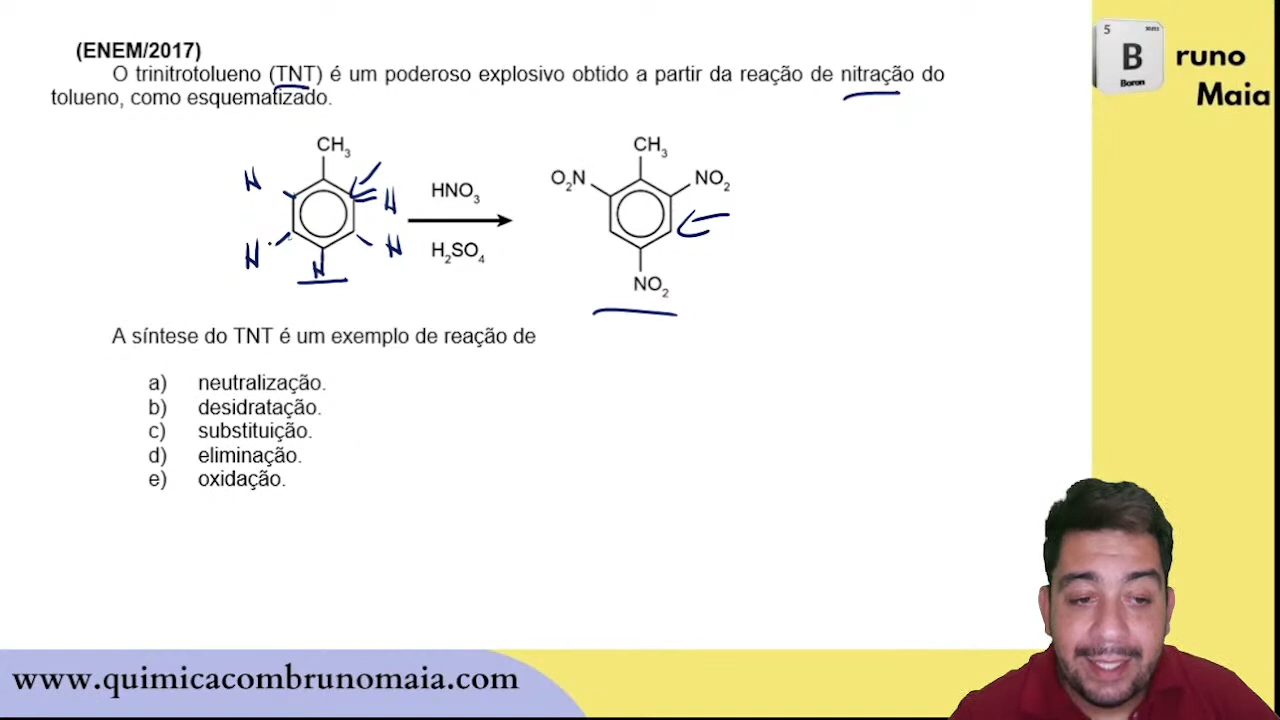 (ENEM/2017)
O trinitrotolueno (TNT) é um poderoso explosivo obtido a partir da reação de nitração do
tolueno, como esquematizado.
CH3
H
H
H
H
H
HNO3
H2SO4
CH3
O2N
NO2
NO2
A síntese do TNT é um exemplo de reação de
a) neutralização.
b) desidratação.
c) substituição.
d) eliminação.
e) oxidação.
5
B
Boron
runo
Maia
www.quimicacombrunomaia.com